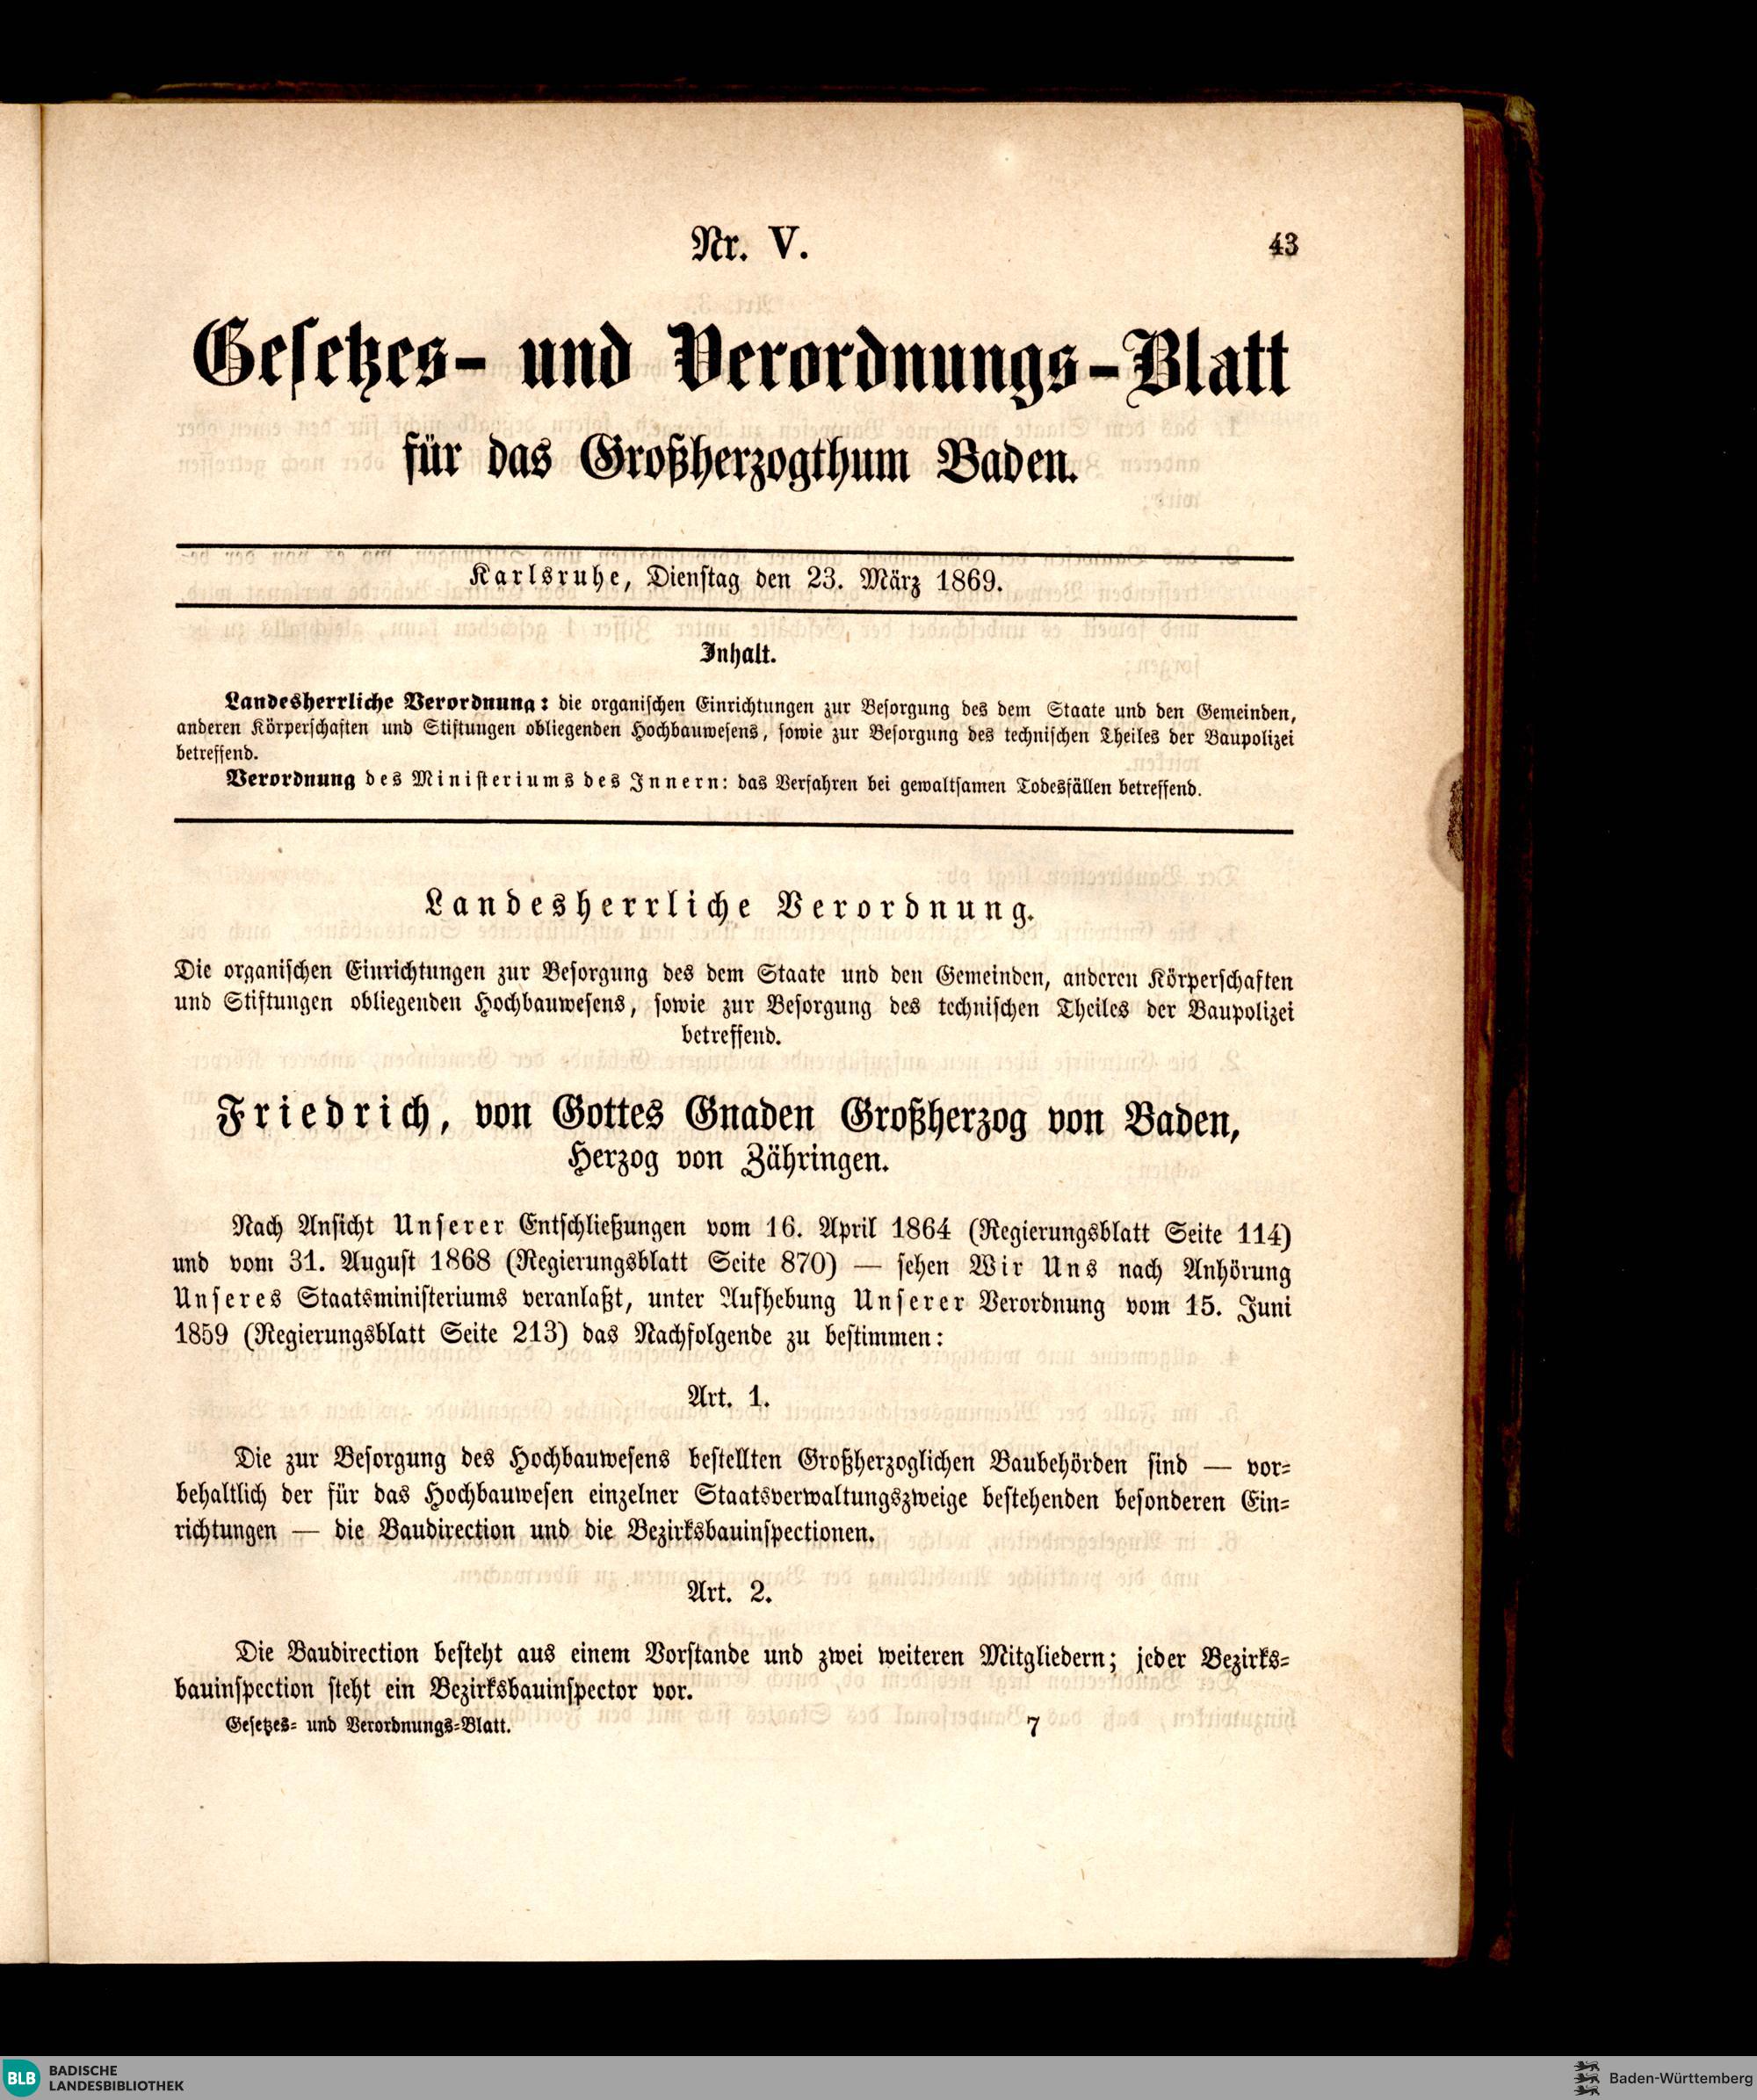 Nr. V.
43
Gesetzes- und Verordnungs-Blatt
für das Großherzogthum Baden.
Karlsruhe, Dienstag den 23. März 1869.
Inhalt.
Landesherrliche Verordnung: die organischen Einrichtungen zur Besorgung des dem Staate und den Gemeinden,
anderen Körperschaften und Stiftungen obliegenden Hochbauwesens, sowie zur Besorgung des technischen Theiles der Baupolizei
betreffend.
Verordnung des Ministeriums des Innern: das Verfahren bei gewaltsamen Todesfällen betreffend.
Landesherrliche Verordnung.
Die organischen Einrichtungen zur Besorgung des dem Staate und den Gemeinden, anderen Körperschaften
und Stiftungen obliegenden Hochbauwesens, sowie zur Besorgung des technischen Theiles der Baupolizei
betreffend.
Friedrich, von Gottes Gnaden Großherzog von Baden,
Herzog von Zähringen.
Nach Ansicht Unserer Entschließungen vom 16. April 1864 (Regierungsblatt Seite 114)
und vom 31. August 1868 (Regierungsblatt Seite 870) — sehen Wir Uns nach Anhörung
Unseres Staatsministeriums veranlaßt, unter Aufhebung Unserer Verordnung vom 15. Juni
1859 (Regierungsblatt Seite 213) das Nachfolgende zu bestimmen:
Art. 1.
Die zur Besorgung des Hochbauwesens bestellten Großherzoglichen Baubehörden sind — vor-
behaltlich der für das Hochbauwesen einzelner Staatsverwaltungszweige bestehenden besonderen Ein-
richtungen — die Baudirection und die Bezirksbauinspectionen.
Art. 2.
Die Baudirection besteht aus einem Vorstande und zwei weiteren Mitgliedern; jeder Bezirks-
bauinspection steht ein Bezirksbauinspector vor.
Gesetzes- und Verordnungs-Blatt.
7
BLB BADISCHE
LANDESBIBLIOTHEK
Baden-Württemberg